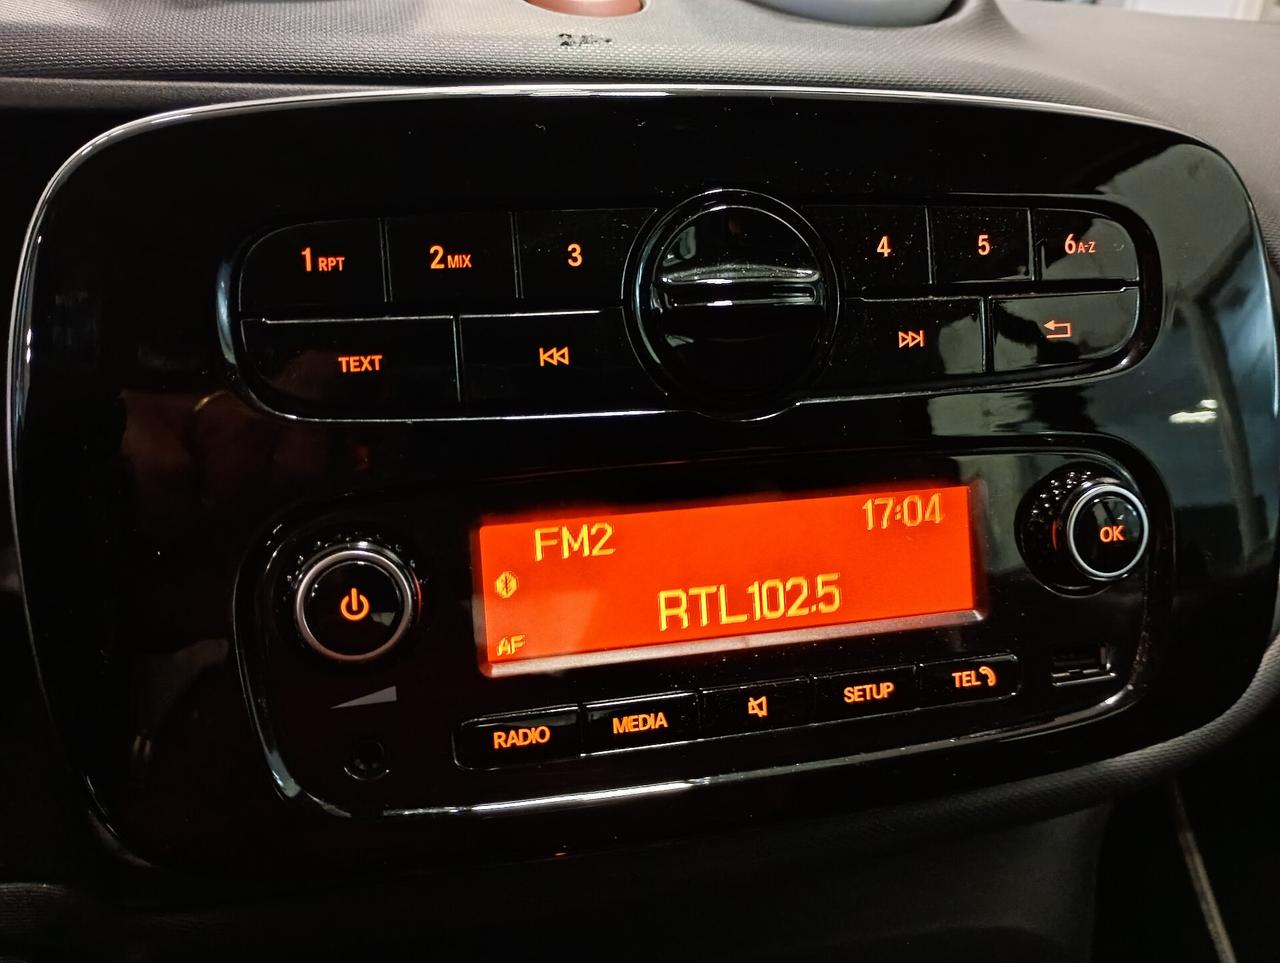 1 RPT 2 MIX 3 4 5 6 A-Z
TEXT
FM2 17:04
RTL102.5
AF
OK
RADIO MEDIA SETUP TEL